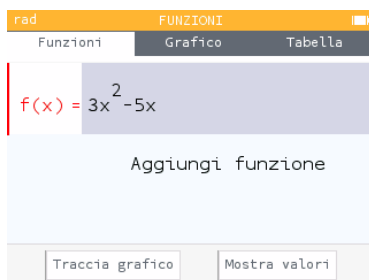 rad FUNZIONI
Funzioni Grafico Tabella
f(x) = 3x²-5x
Aggiungi funzione
Traccia grafico Mostra valori